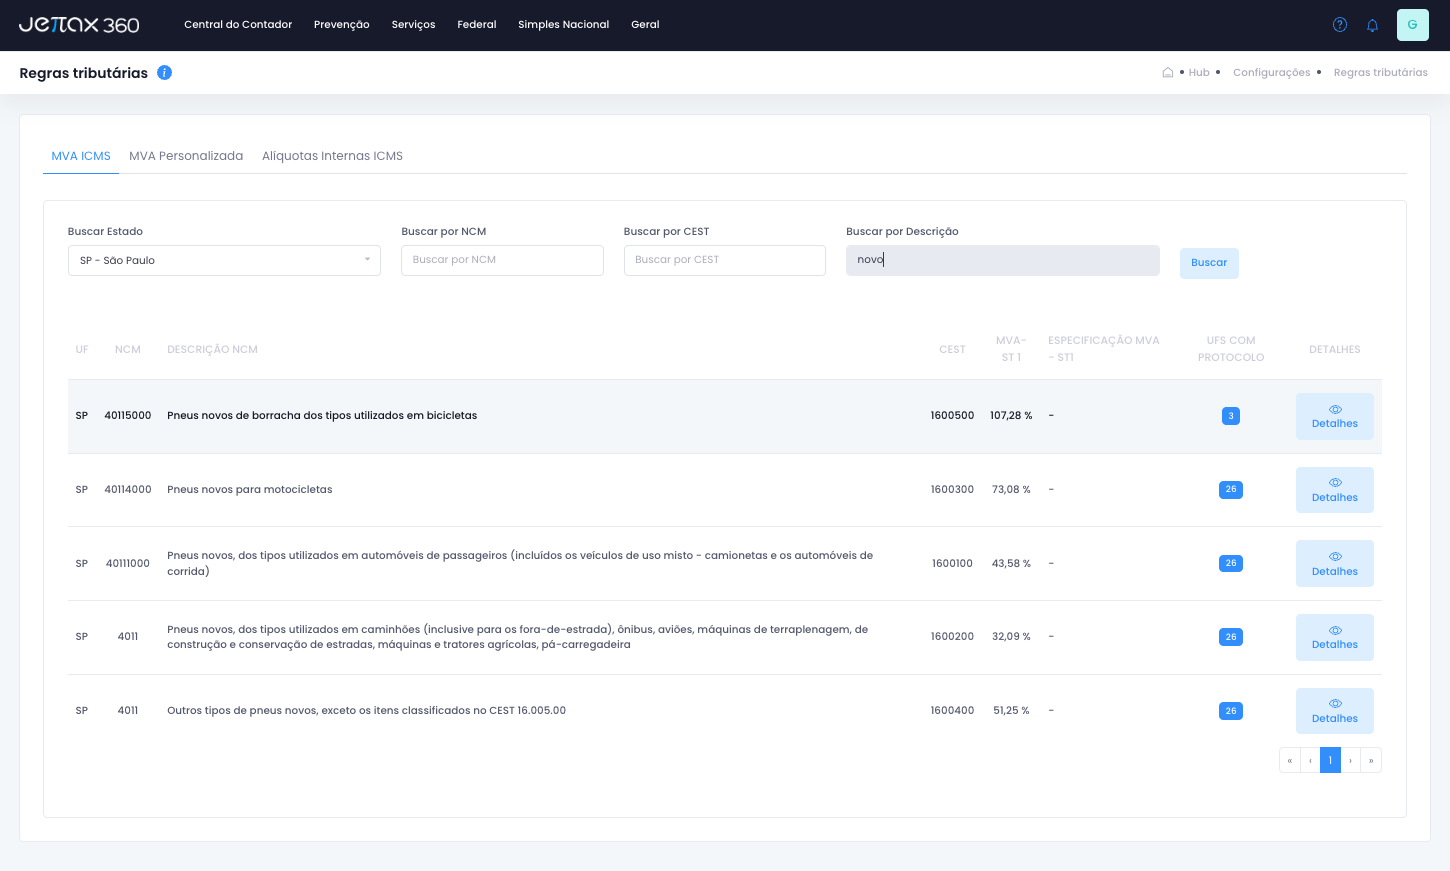 JETTAX 360 Central do Contador Prevenção Serviços Federal Simples Nacional Geral ? G
Regras tributárias i Hub • Configurações • Regras tributárias
MVA ICMS MVA Personalizada Alíquotas Internas ICMS
Buscar Estado Buscar por NCM Buscar por CEST Buscar por Descrição
SP - São Paulo Buscar por NCM Buscar por CEST novo Buscar
UF NCM DESCRIÇÃO NCM CEST MVA-ST 1 ESPECIFICAÇÃO MVA - ST1 UFS COM PROTOCOLO DETALHES
SP 40115000 Pneus novos de borracha dos tipos utilizados em bicicletas 1600500 107,28 % - 3 Detalhes
SP 40114000 Pneus novos para motocicletas 1600300 73,08 % - 26 Detalhes
SP 40111000 Pneus novos, dos tipos utilizados em automóveis de passageiros (incluídos os veículos de uso misto - camionetas e os automóveis de
corrida) 1600100 43,58 % - 26 Detalhes
SP 4011 Pneus novos, dos tipos utilizados em caminhões (inclusive para os fora-de-estrada), ônibus, aviões, máquinas de terraplenagem, de
construção e conservação de estradas, máquinas e tratores agrícolas, pá-carregadeira 1600200 32,09 % - 26 Detalhes
SP 4011 Outros tipos de pneus novos, exceto os itens classificados no CEST 16.005.00 1600400 51,25 % - 26 Detalhes
« ‹ 1 › »